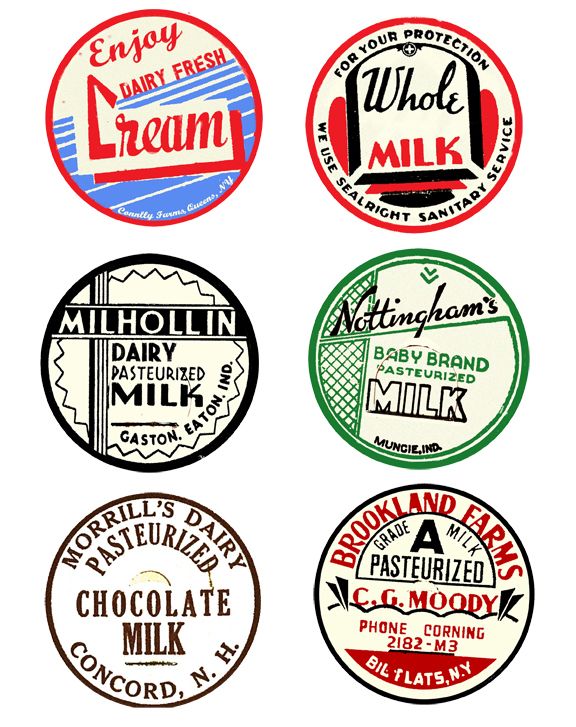 Enjoy
DAIRY FRESH
Cream
Connlly Farms, Queens, NY
FOR YOUR PROTECTION
Whole
MILK
WE USE SEALRIGHT SANITARY SERVICE
MILHOLLIN
DAIRY
PASTEURIZED
MILK
GASTON, EATON, IND.
Nottingham's
BABY BRAND
PASTEURIZED
MILK
MUNCIE, IND.
MORRILL'S DAIRY
PASTEURIZED
CHOCOLATE
MILK
CONCORD, N. H.
BROOKLAND FARMS
GRADE A MILK
PASTEURIZED
C.G. MOODY
PHONE CORNING
2182-M3
BIG FLATS, N.Y